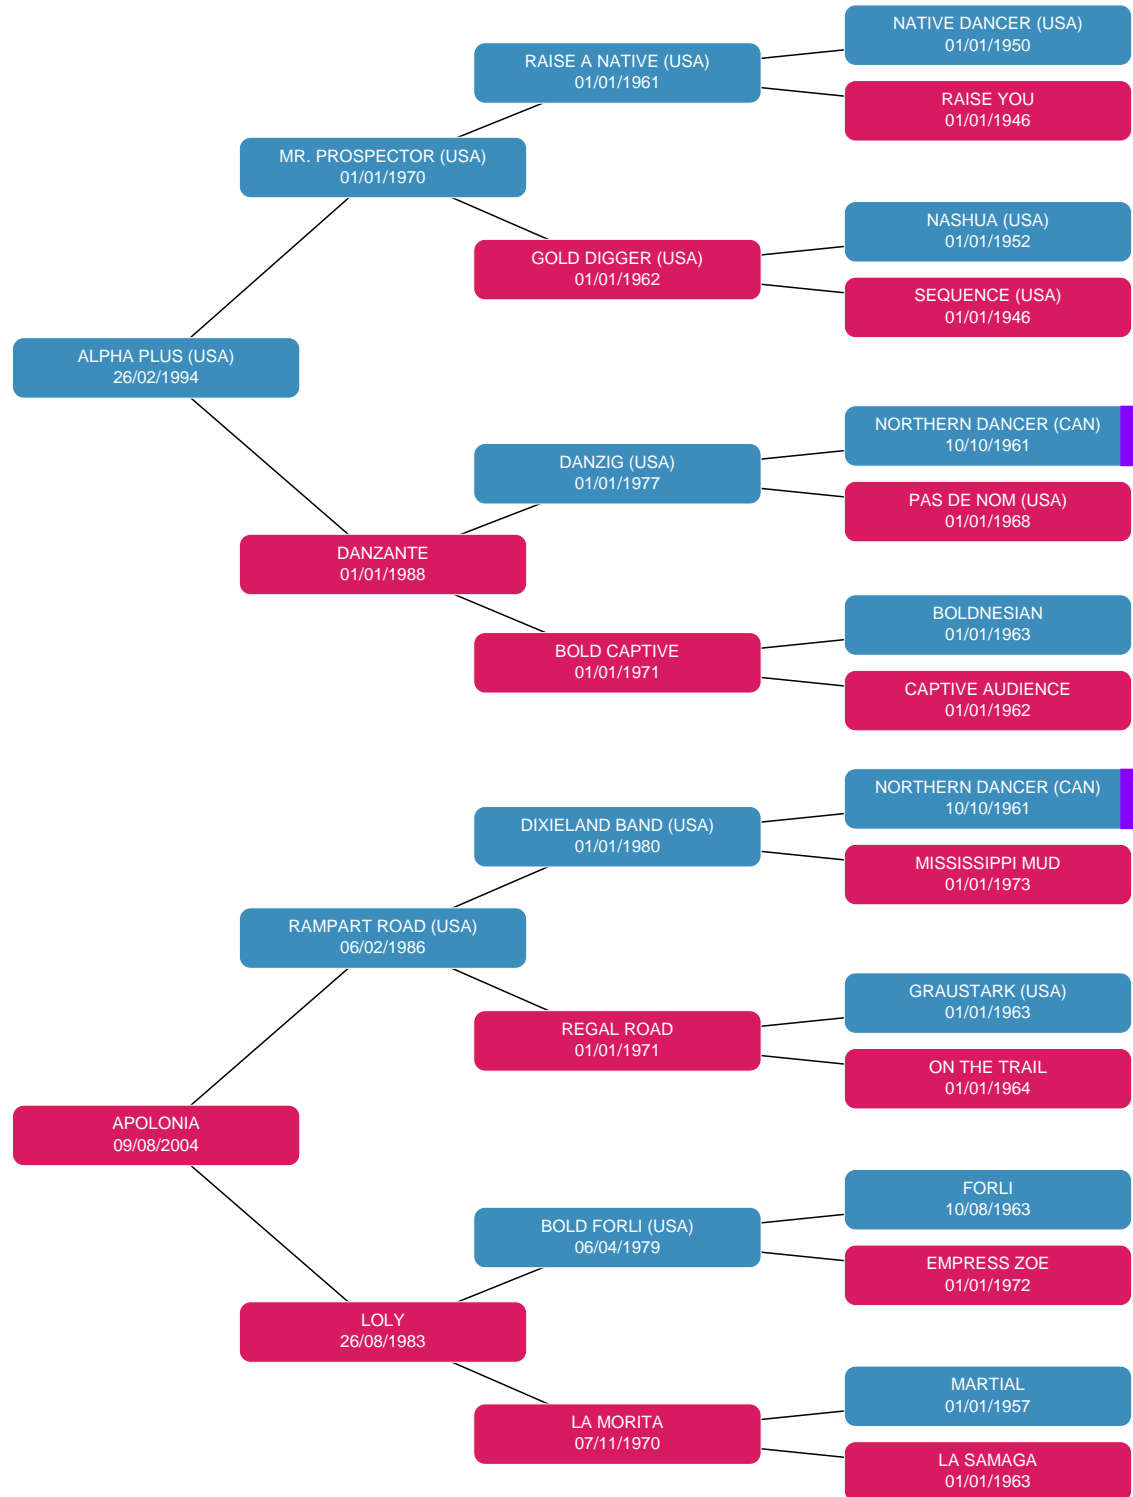 NATIVE DANCER (USA)
01/01/1950
RAISE A NATIVE (USA)
01/01/1961
RAISE YOU
01/01/1946
MR. PROSPECTOR (USA)
01/01/1970
NASHUA (USA)
01/01/1952
GOLD DIGGER (USA)
01/01/1962
SEQUENCE (USA)
01/01/1946
ALPHA PLUS (USA)
26/02/1994
NORTHERN DANCER (CAN)
10/10/1961
DANZIG (USA)
01/01/1977
PAS DE NOM (USA)
01/01/1968
DANZANTE
01/01/1988
BOLDNESIAN
01/01/1963
BOLD CAPTIVE
01/01/1971
CAPTIVE AUDIENCE
01/01/1962
NORTHERN DANCER (CAN)
10/10/1961
DIXIELAND BAND (USA)
01/01/1980
MISSISSIPPI MUD
01/01/1973
RAMPART ROAD (USA)
06/02/1986
GRAUSTARK (USA)
01/01/1963
REGAL ROAD
01/01/1971
ON THE TRAIL
01/01/1964
APOLONIA
09/08/2004
FORLI
10/08/1963
BOLD FORLI (USA)
06/04/1979
EMPRESS ZOE
01/01/1972
LOLY
26/08/1983
MARTIAL
01/01/1957
LA MORITA
07/11/1970
LA SAMAGA
01/01/1963